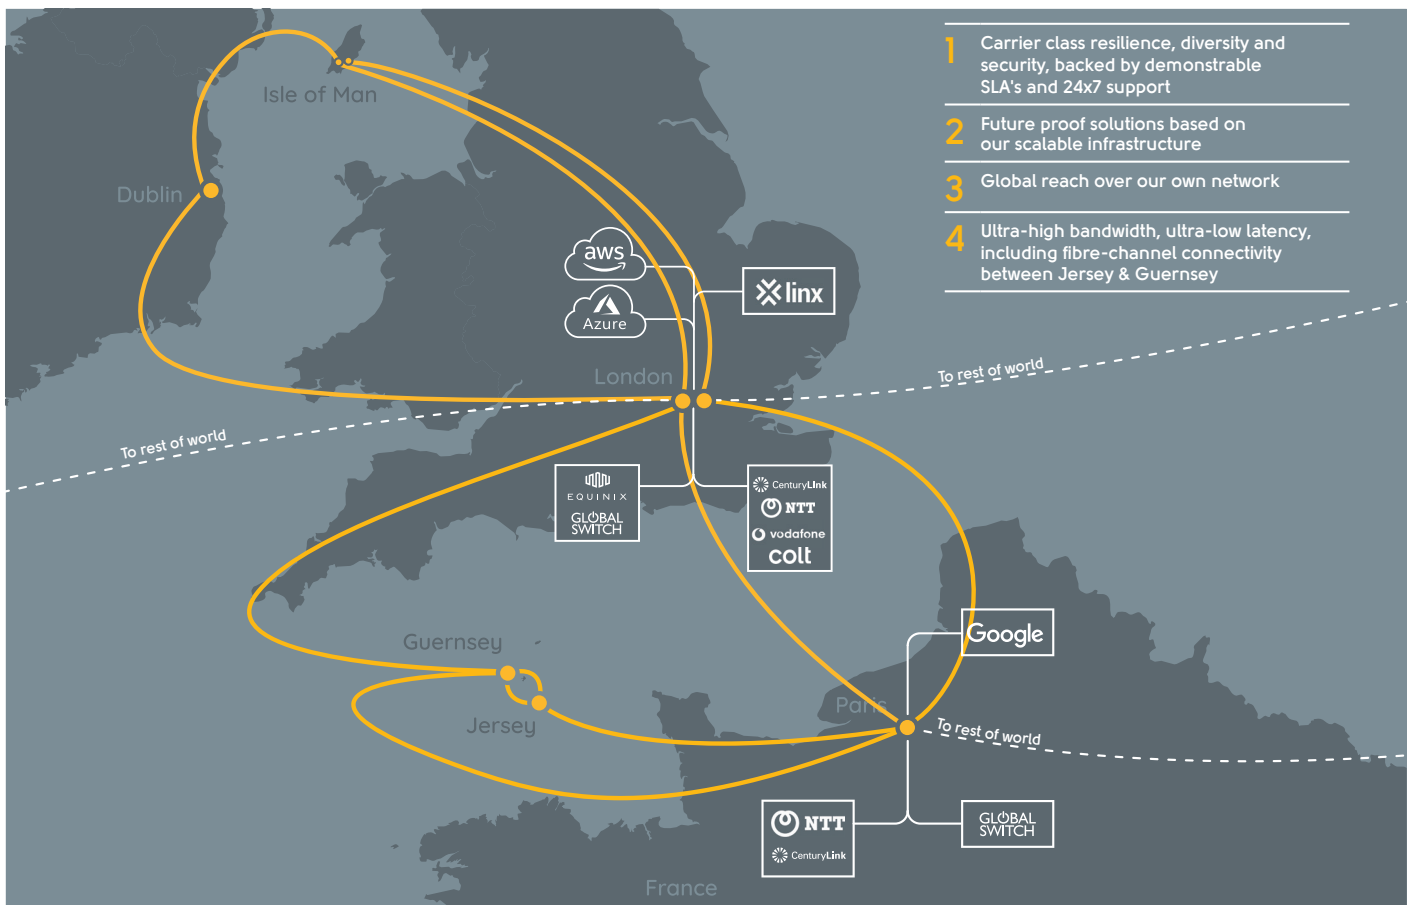 1 Carrier class resilience, diversity and
security, backed by demonstrable
SLA's and 24x7 support
2 Future proof solutions based on
our scalable infrastructure
3 Global reach over our own network
4 Ultra-high bandwidth, ultra-low latency,
including fibre-channel connectivity
between Jersey & Guernsey
Isle of Man
Dublin
aws
Azure
linx
London
To rest of world
To rest of world
EQUINIX
GLOBAL
SWITCH
CenturyLink
NTT
vodafone
colt
Guernsey
Jersey
Google
Paris
To rest of world
NTT
CenturyLink
GLOBAL
SWITCH
France